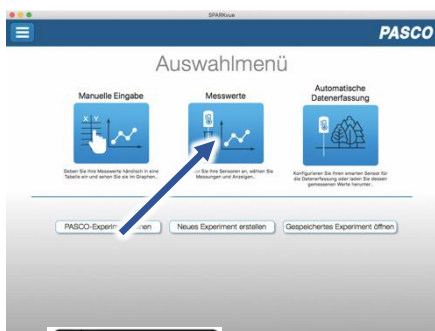 SPARKvue
PASCO
Auswahlmenü
Manuelle Eingabe
Messwerte
Automatische
Datenerfassung
X Y
Geben Sie Ihre Messwerte händisch in eine
Tabelle ein und sehen Sie sie im Graphen.
Sie Ihre Sensoren an, wählen Sie
Messungen und Anzeigen.
Konfigurieren Sie Ihren smarten Sensor für
die Datenerfassung oder laden Sie dessen
gemessenen Werte herunter.
PASCO-Experiment
Neues Experiment erstellen
Gespeichertes Experiment öffnen